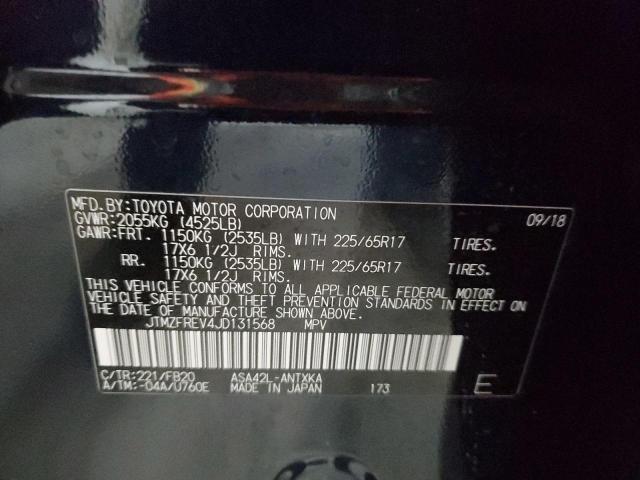 MFD.BY:TOYOTA MOTOR CORPORATION 09/18
GVWR:2055KG (4525LB)
GAWR:FRT. 1150KG (2535LB) WITH 225/65R17 TIRES.
17X6 1/2J RIMS.
RR. 1150KG (2535LB) WITH 225/65R17 TIRES.
17X6 1/2J RIMS.
THIS VEHICLE CONFORMS TO ALL APPLICABLE FEDERAL MOTOR
VEHICLE SAFETY AND THEFT PREVENTION STANDARDS IN EFFECT ON
THE DATE OF MANUFACTURE SHOWN ABOVE.
JTMZFREV4JD131568 MPV
C/TR:221/FB20 ASA42L-ANTXKA
A/TM:-04A/U760E MADE IN JAPAN 173 E